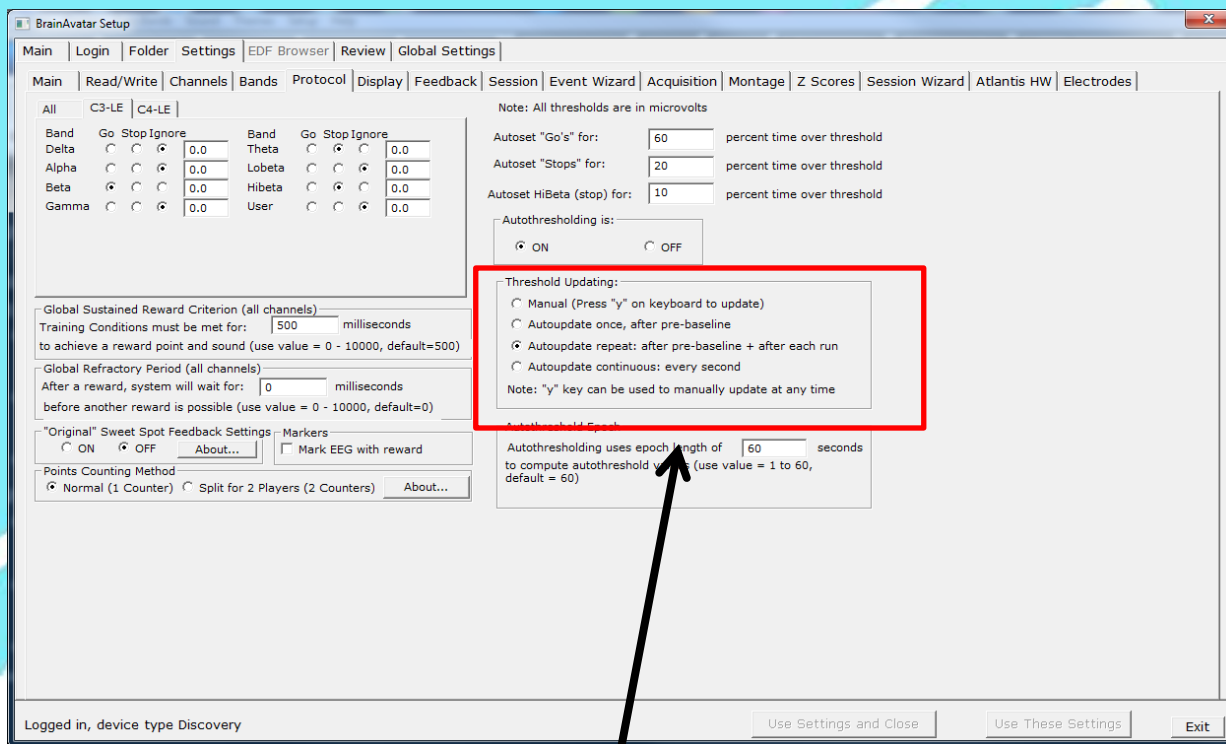 BrainAvatar Setup
Main Login Folder Settings EDF Browser Review Global Settings
Main Read/Write Channels Bands Protocol Display Feedback Session Event Wizard Acquisition Montage Z Scores Session Wizard Atlantis HW Electrodes
All C3-LE C4-LE
Band Go Stop Ignore Band Go Stop Ignore
Delta 0.0 Theta 0.0
Alpha 0.0 Lobeta 0.0
Beta 0.0 Hibeta 0.0
Gamma 0.0 User 0.0
Global Sustained Reward Criterion (all channels)
Training Conditions must be met for: 500 milliseconds
to achieve a reward point and sound (use value = 0 - 10000, default=500)
Global Refractory Period (all channels)
After a reward, system will wait for: 0 milliseconds
before another reward is possible (use value = 0 - 10000, default=0)
"Original" Sweet Spot Feedback Settings
ON OFF About...
Markers
Mark EEG with reward
Points Counting Method
Normal (1 Counter) Split for 2 Players (2 Counters) About...
Note: All thresholds are in microvolts
Autoset "Go's" for: 60 percent time over threshold
Autoset "Stops" for: 20 percent time over threshold
Autoset HiBeta (stop) for: 10 percent time over threshold
Autothresholding is:
ON OFF
Threshold Updating:
Manual (Press "y" on keyboard to update)
Autoupdate once, after pre-baseline
Autoupdate repeat: after pre-baseline + after each run
Autoupdate continuous: every second
Note: "y" key can be used to manually update at any time
Autothreshold Epoch
Autothresholding uses epoch length of 60 seconds
to compute autothreshold values (use value = 1 to 60,
default = 60)
Logged in, device type Discovery
Use Settings and Close Use These Settings Exit